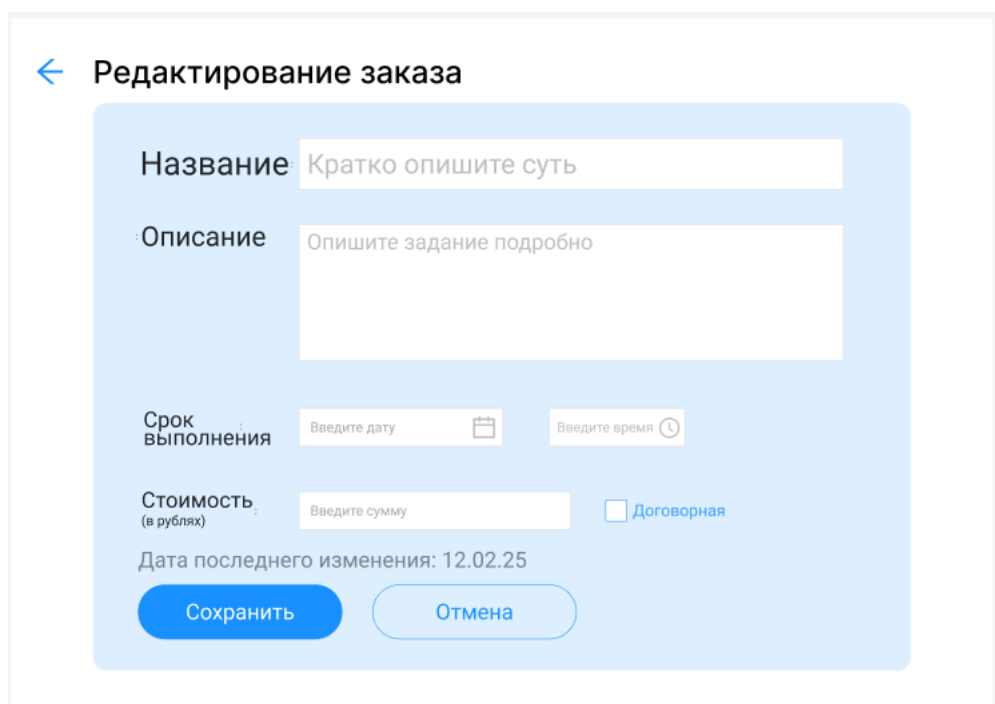 Редактирование заказа
Название: Кратко опишите суть
Описание Опишите задание подробно
Срок
выполнения
Введите дату Введите время
Стоимость
(в рублях)
Введите сумму Договорная
Дата последнего изменения: 12.02.25
Сохранить Отмена